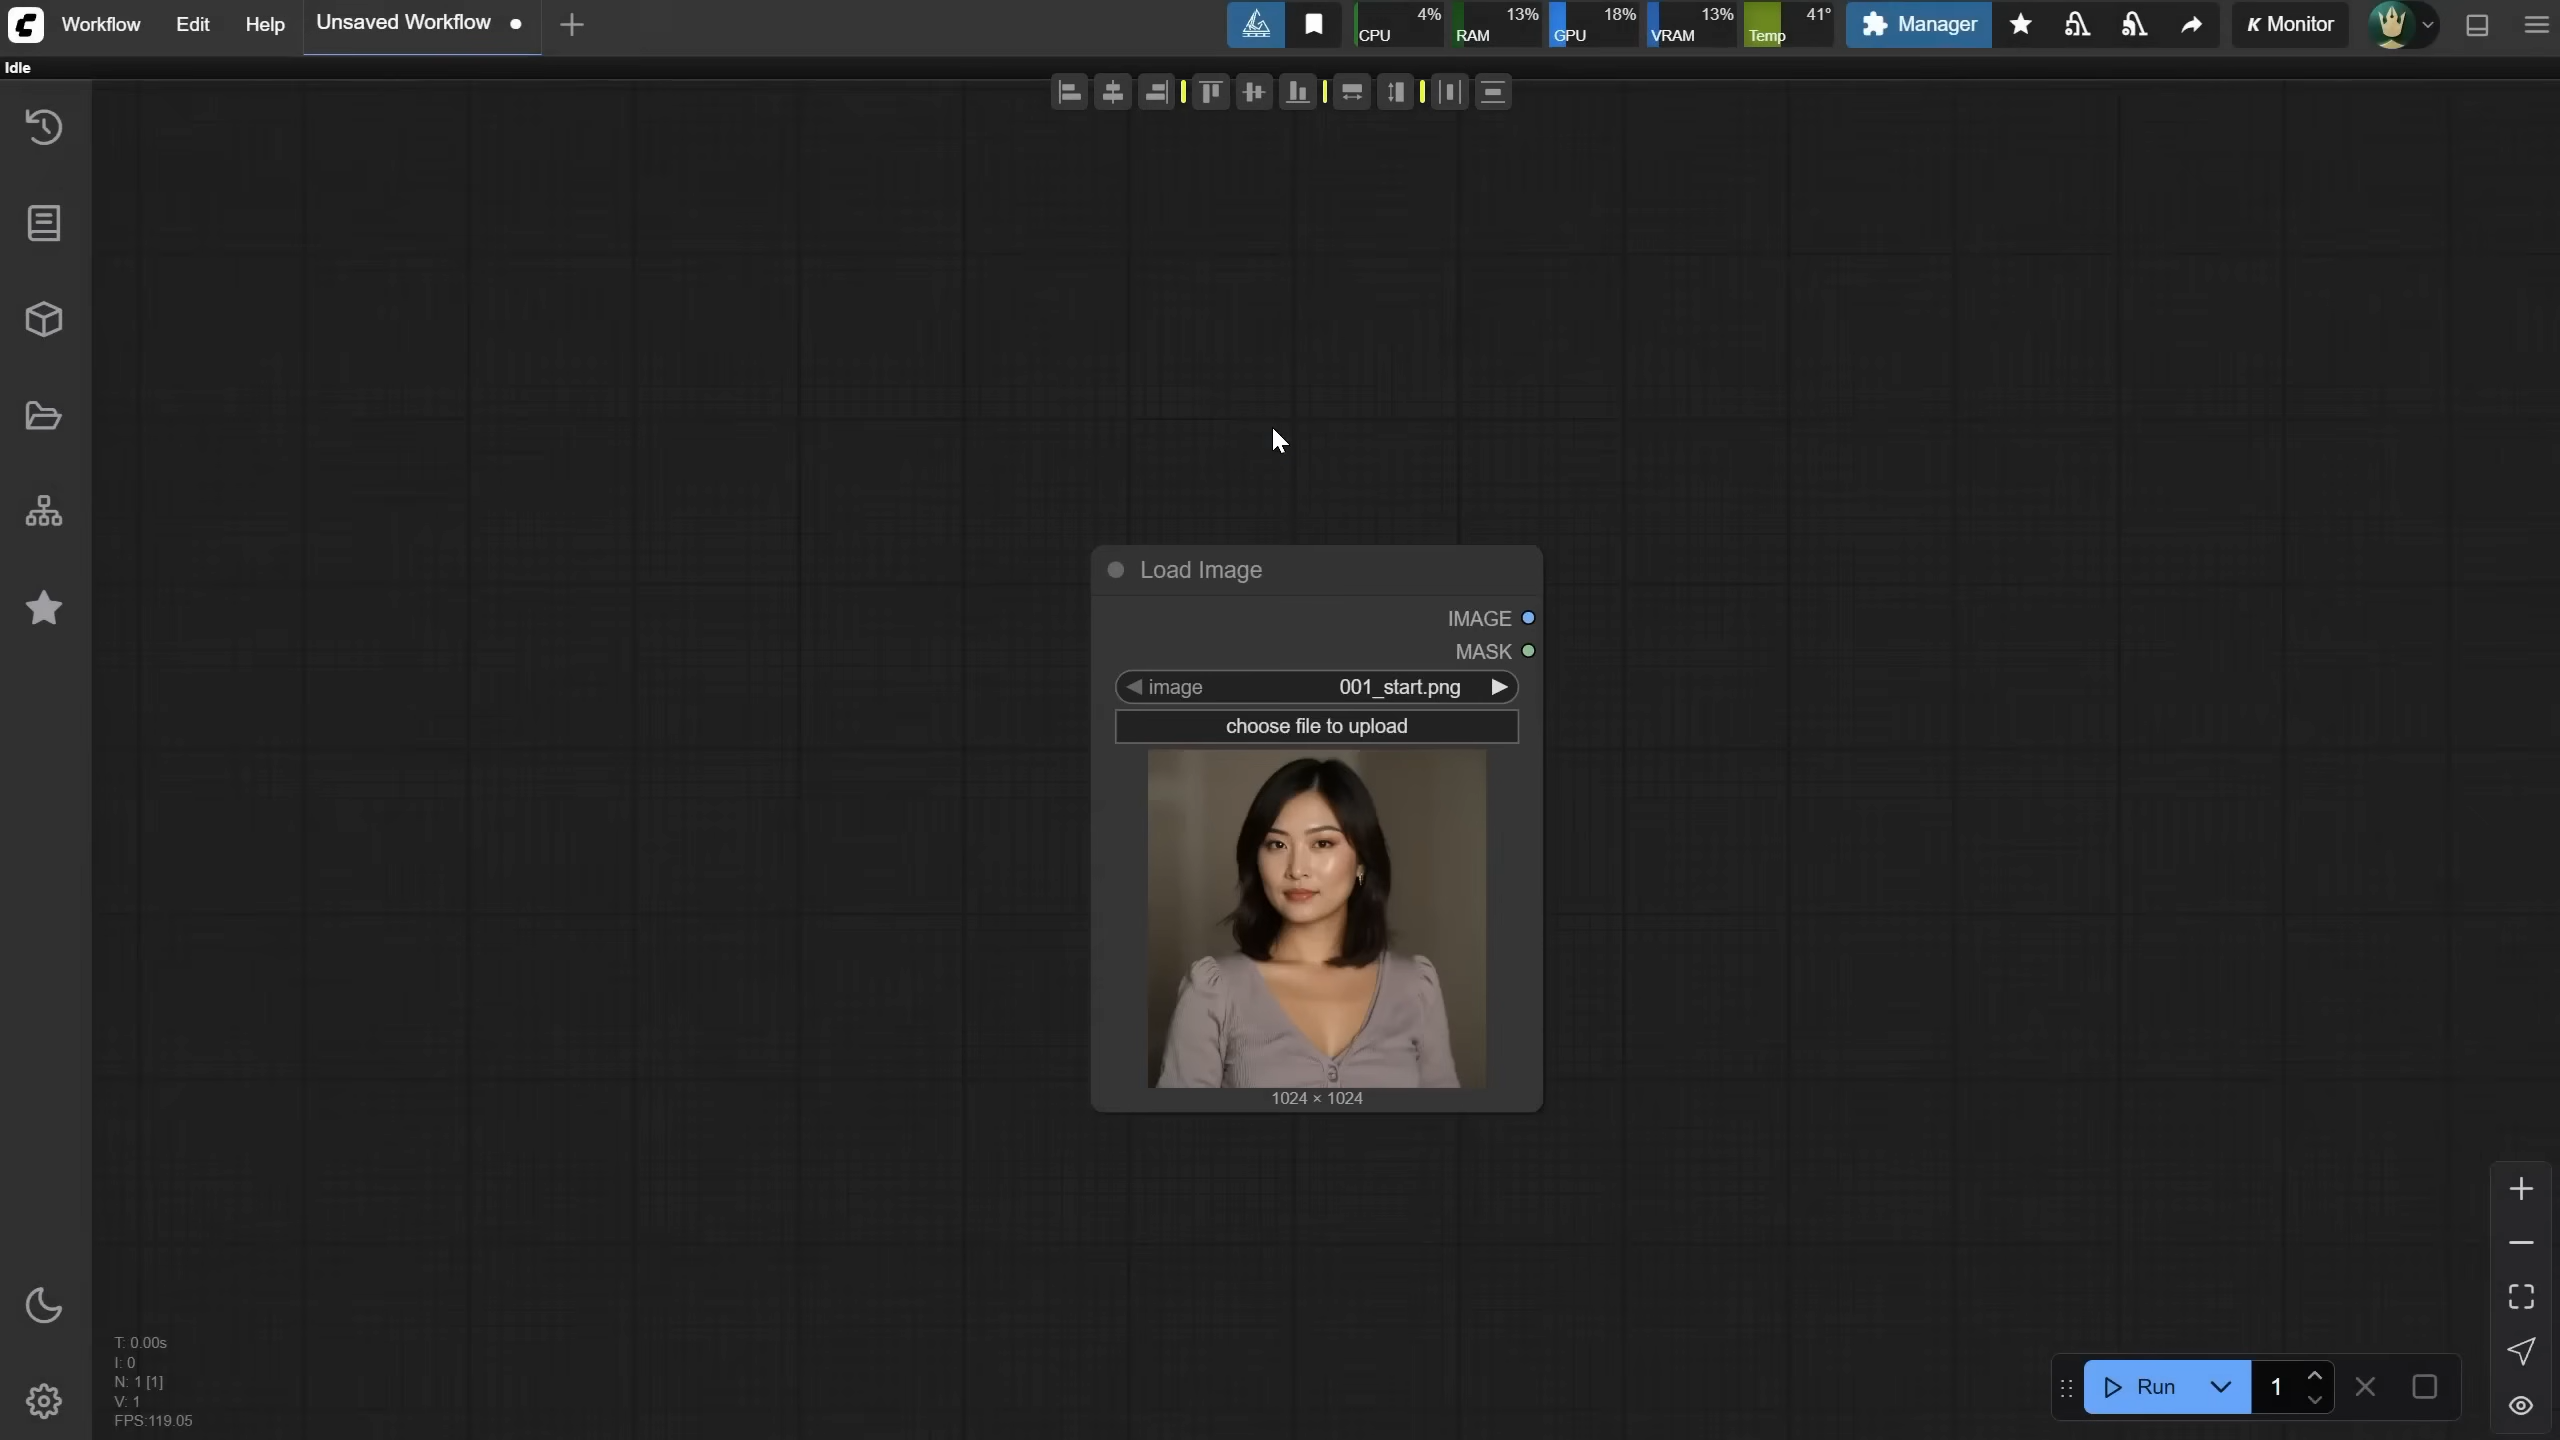 Workflow Edit Help Unsaved Workflow
4% 13% 18% 13% 41°
CPU RAM GPU VRAM Temp
Manager
K Monitor
Idle
Load Image
IMAGE
MASK
image 001_start.png
choose file to upload
1024 × 1024
T: 0.00s
I: 0
N: 1 [1]
V: 1
FPS:119.05
Run 1